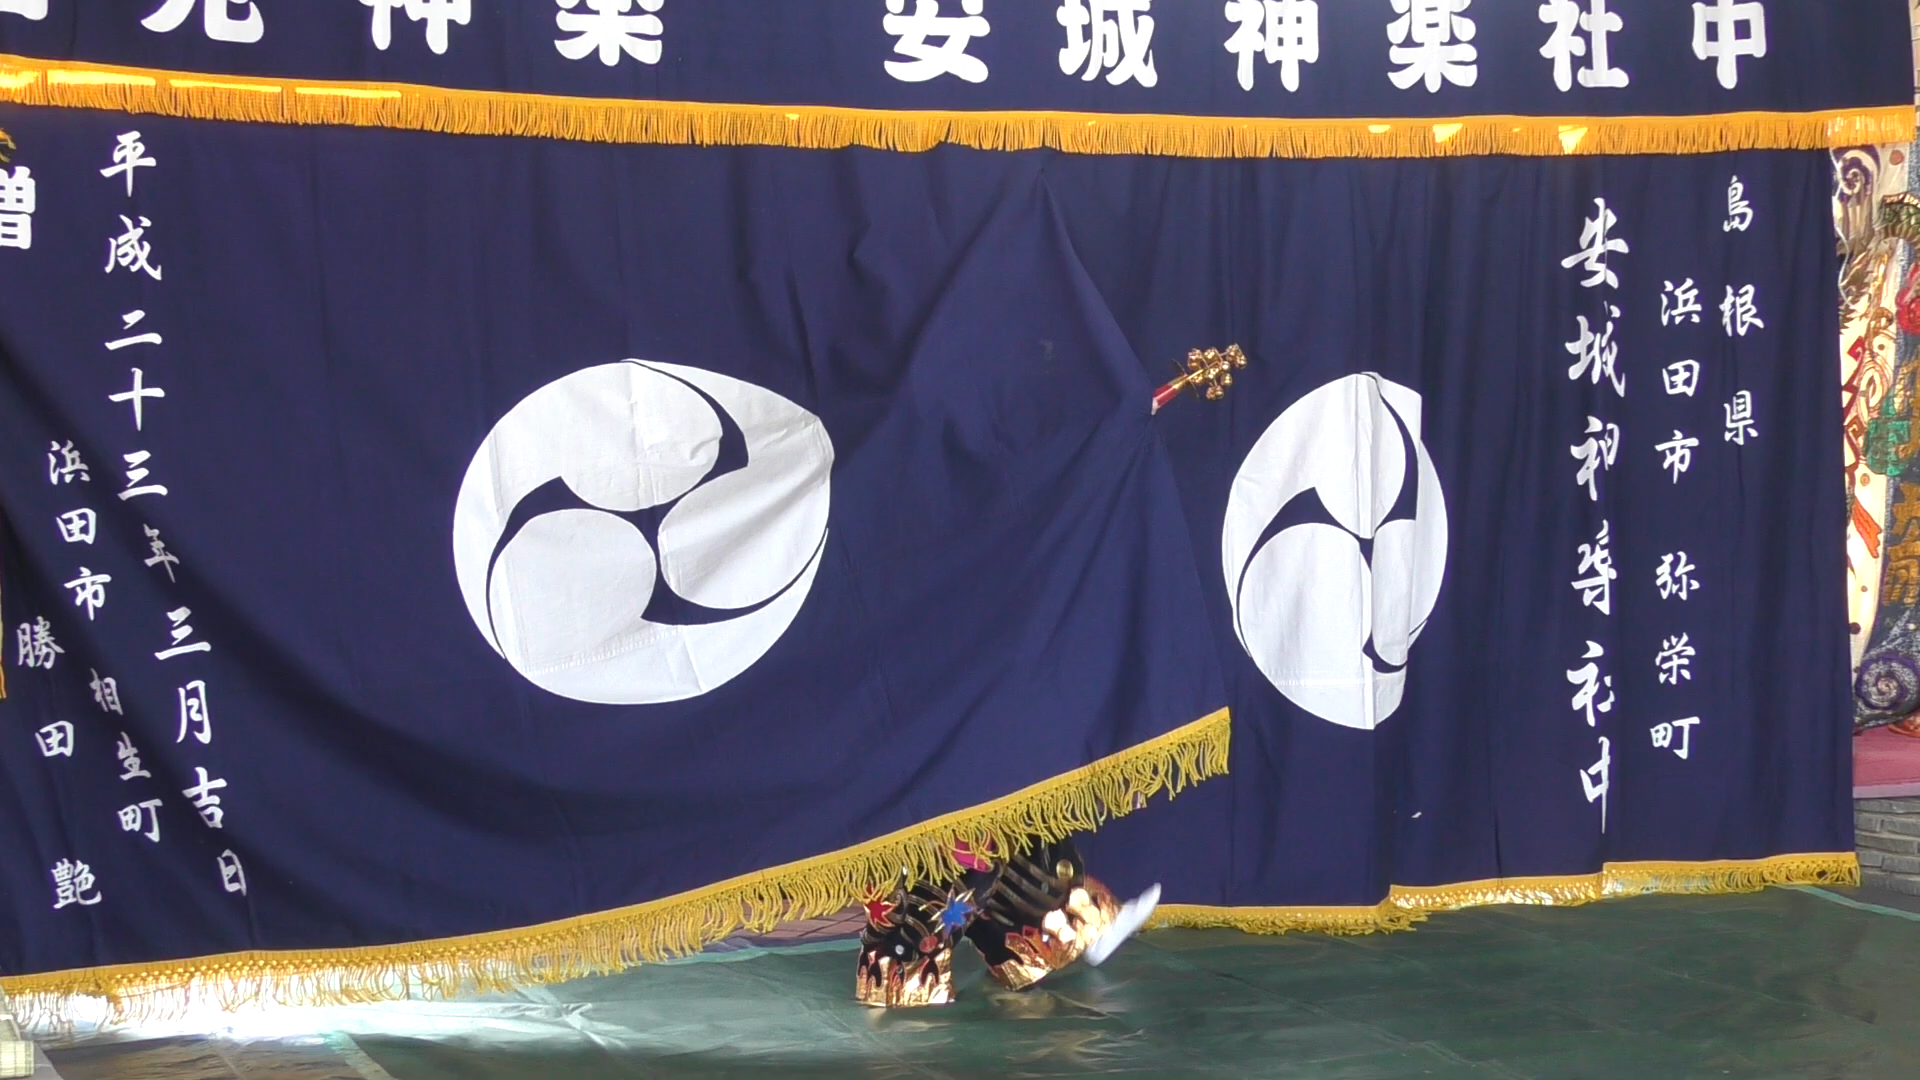 神楽 安城神楽社中
島根県
浜田市 弥栄町
安城神楽社中
平成二十三年三月吉日
浜田市 相生町
勝田 艶